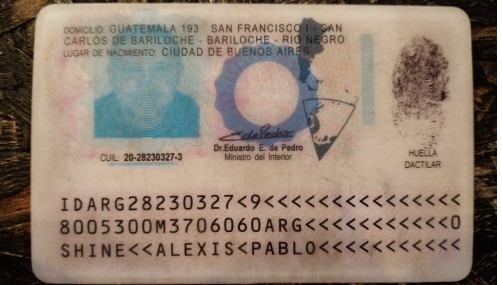 DOMICILIO: GUATEMALA 193 SAN FRANCISCO I - SAN
CARLOS DE BARILOCHE - BARILOCHE - RIO NEGRO
LUGAR DE NACIMIENTO: CIUDAD DE BUENOS AIRES
EdePedro
Dr.Eduardo E. de Pedro
Ministro del Interior
CUIL: 20-28230327-3
HUELLA
DACTILAR
IDARG28230327<9<<<<<<<<<<<<<<<
8005300M3706060ARG<<<<<<<<<<<0
SHINE<<ALEXIS<PABLO<<<<<<<<<<<